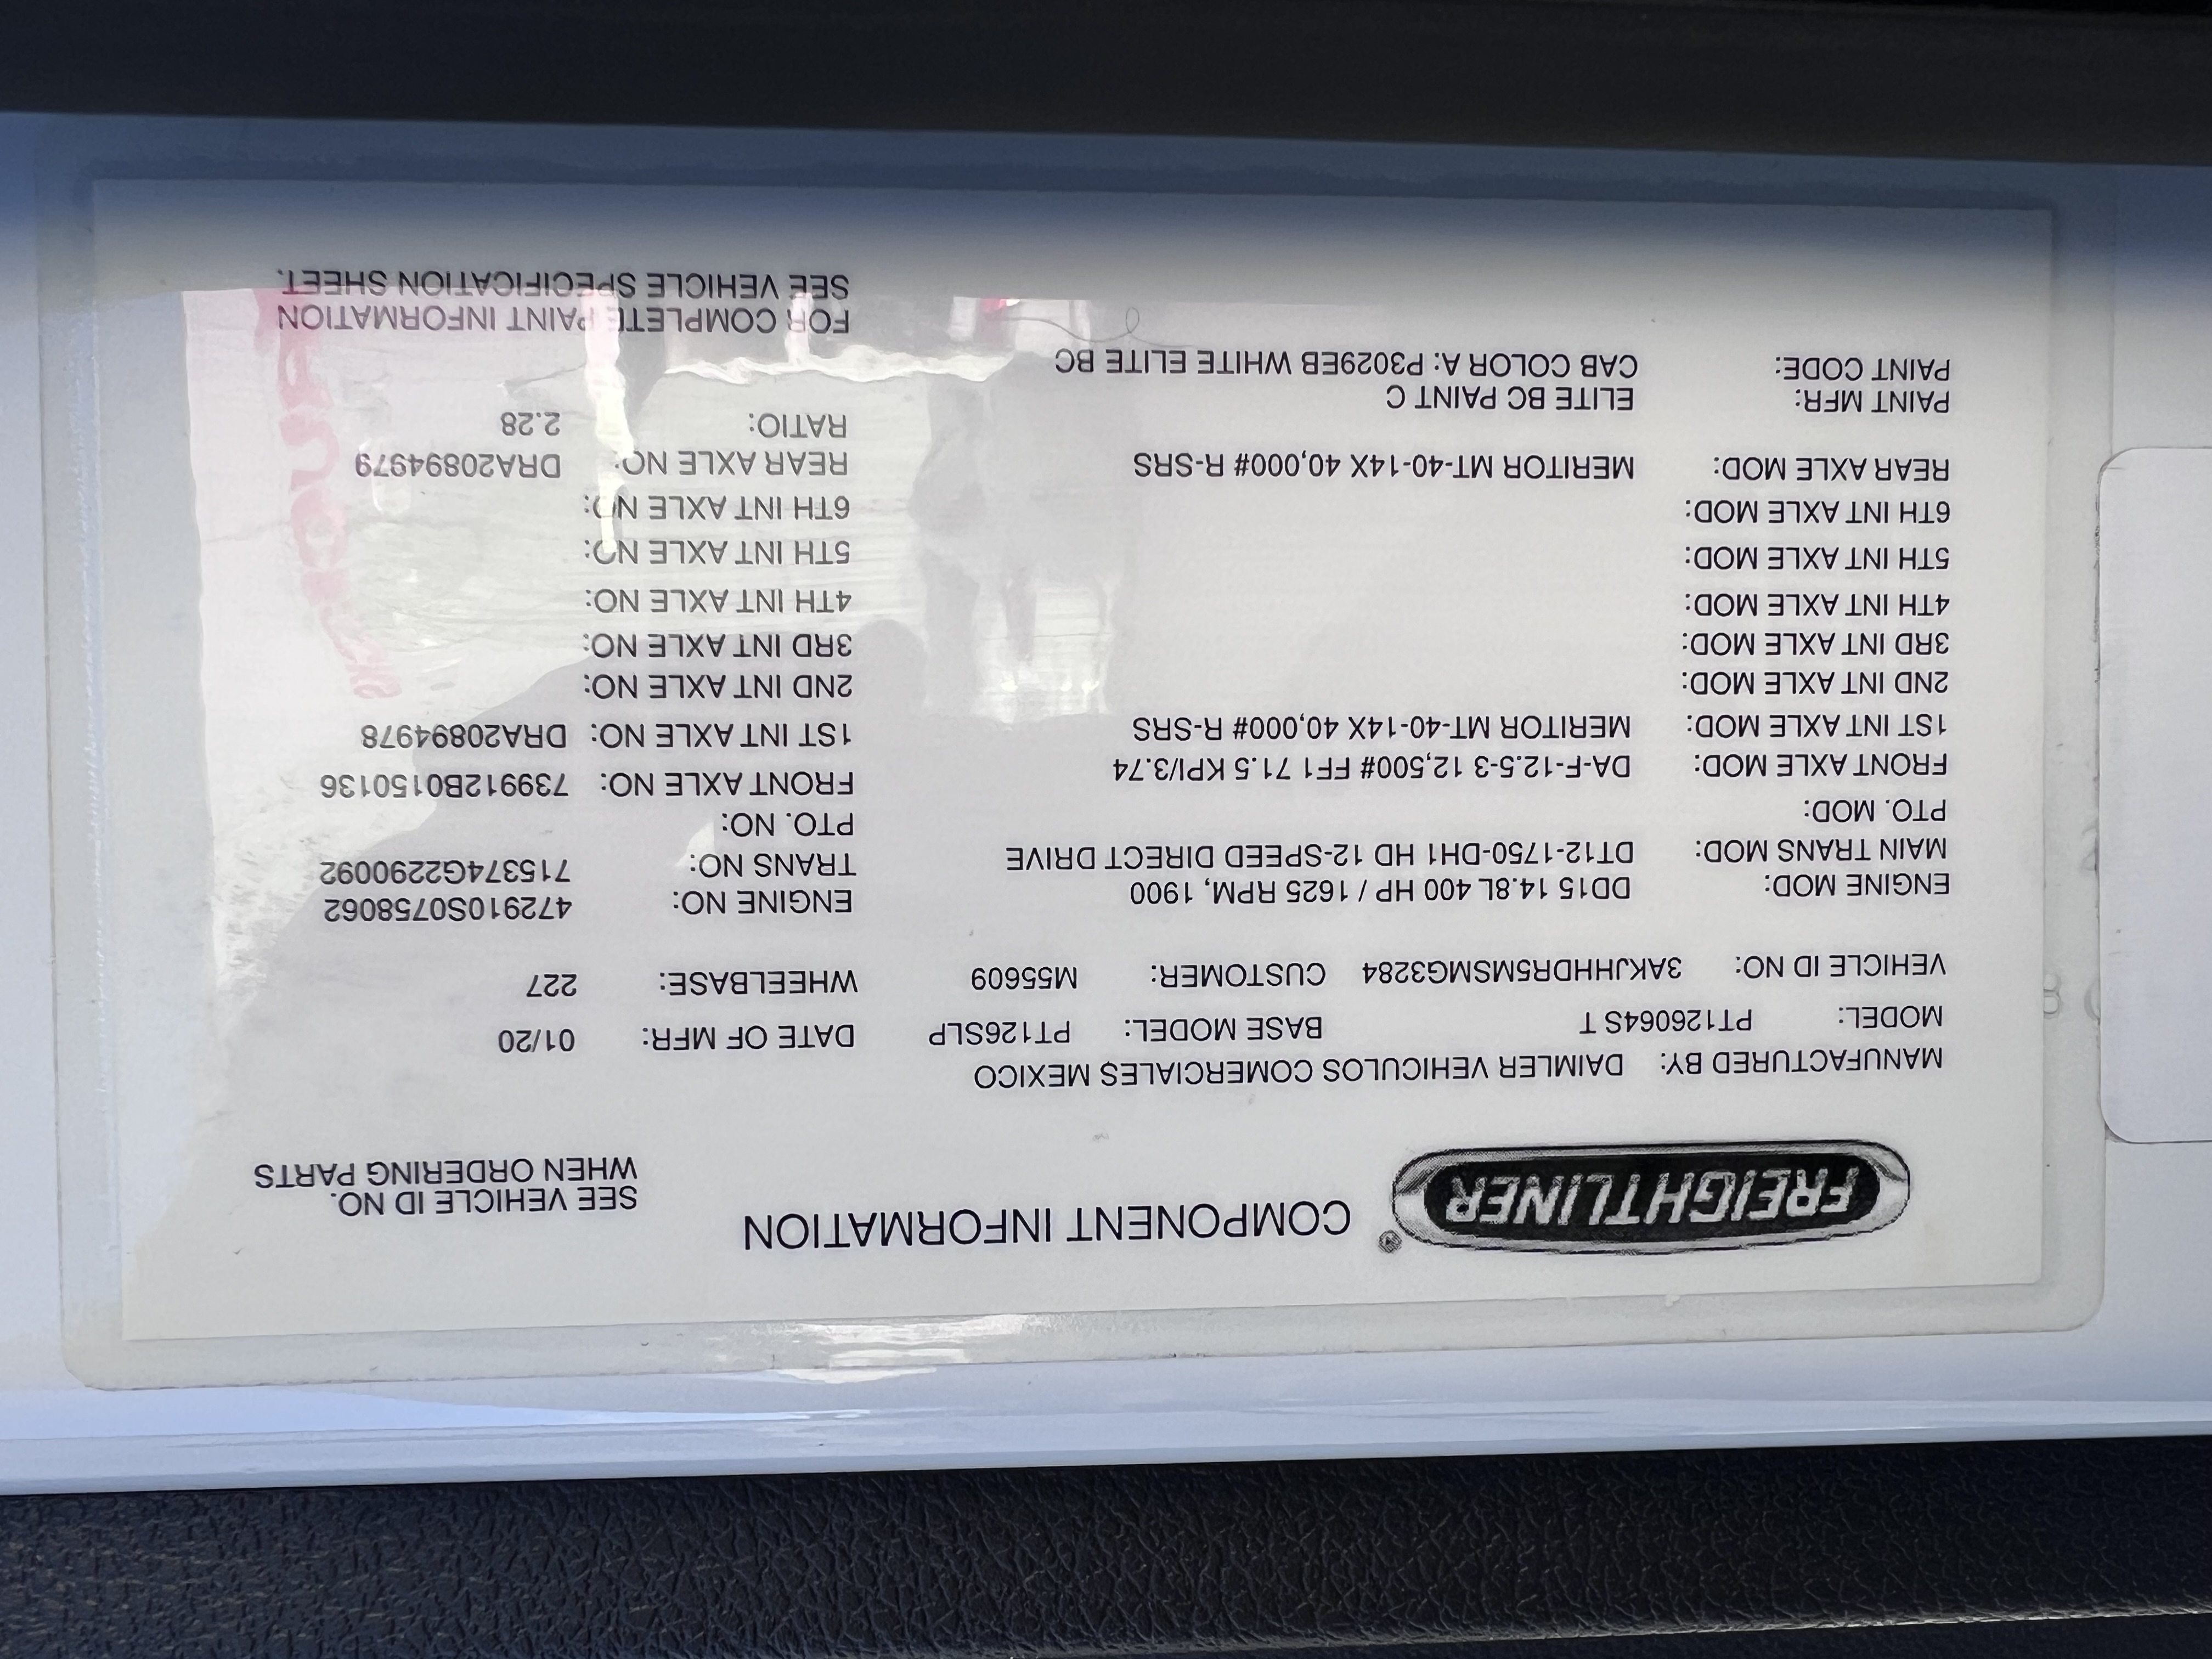 FREIGHTLINER ® COMPONENT INFORMATION
SEE VEHICLE ID NO.
WHEN ORDERING PARTS
MANUFACTURED BY: DAIMLER VEHICULOS COMERCIALES MEXICO
MODEL: PT126064S T BASE MODEL: PT126SLP DATE OF MFR: 01/20
VEHICLE ID NO: 3AKJHHDR5MSMG3284 CUSTOMER: M55609 WHEELBASE: 227
ENGINE MOD: DD15 14.8L 400 HP / 1625 RPM, 1900 ENGINE NO: 472910S0758062
MAIN TRANS MOD: DT12-1750-DH1 HD 12-SPEED DIRECT DRIVE TRANS NO: 715374G2290092
PTO. MOD: PTO. NO:
FRONT AXLE MOD: DA-F-12.5-3 12,500# FF1 71.5 KPI/3.74 FRONT AXLE NO: 739912B0150136
1ST INT AXLE MOD: MERITOR MT-40-14X 40,000# R-SRS 1ST INT AXLE NO: DRA20894978
2ND INT AXLE MOD: 2ND INT AXLE NO:
3RD INT AXLE MOD: 3RD INT AXLE NO:
4TH INT AXLE MOD: 4TH INT AXLE NO:
5TH INT AXLE MOD: 5TH INT AXLE NO:
6TH INT AXLE MOD: 6TH INT AXLE NO:
REAR AXLE MOD: MERITOR MT-40-14X 40,000# R-SRS REAR AXLE NO: DRA20894979
RATIO: 2.28
PAINT MFR: ELITE BC PAINT C
PAINT CODE: CAB COLOR A: P3029EB WHITE ELITE BC
FOR COMPLETE PAINT INFORMATION
SEE VEHICLE SPECIFICATION SHEET.